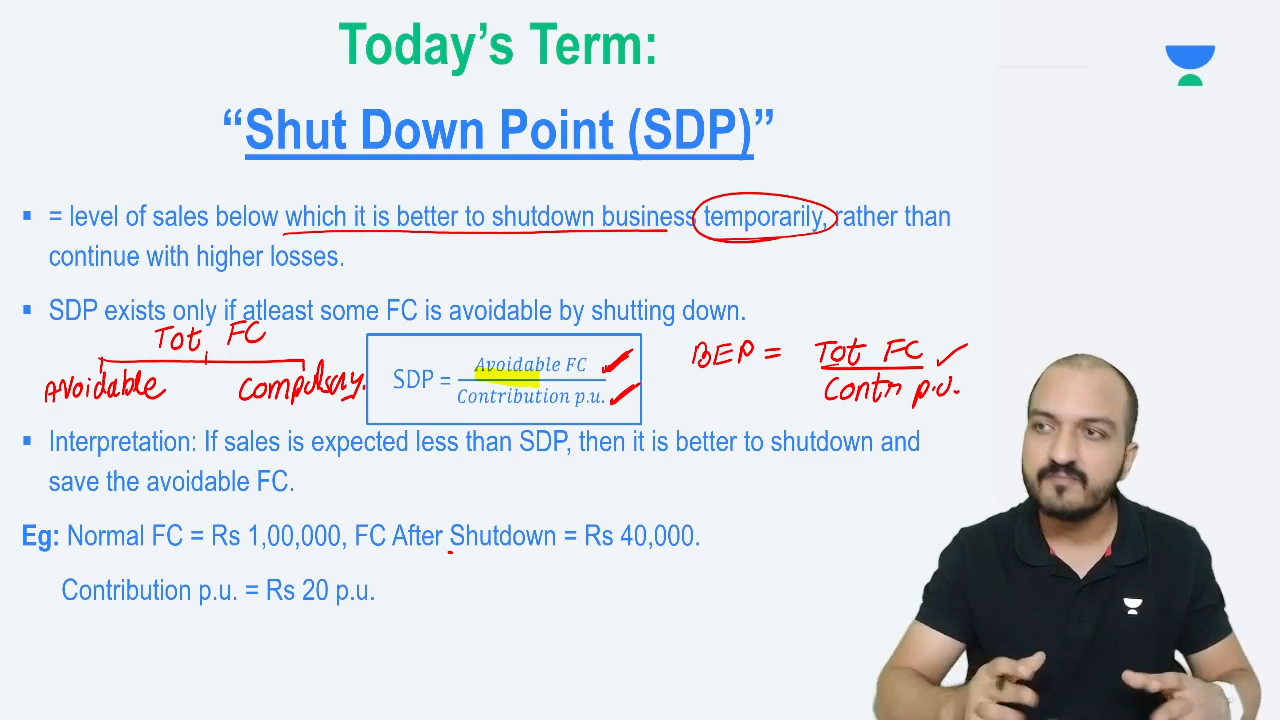 Today's Term:
“Shut Down Point (SDP)”
▪ = level of sales below which it is better to shutdown business temporarily, rather than
continue with higher losses.
▪ SDP exists only if atleast some FC is avoidable by shutting down.
Tot FC
Avoidable Compulsory.
SDP = Avoidable FC / Contribution p.u.
BEP = Tot FC / Contn p.u.
▪ Interpretation: If sales is expected less than SDP, then it is better to shutdown and
save the avoidable FC.
Eg: Normal FC = Rs 1,00,000, FC After Shutdown = Rs 40,000.
Contribution p.u. = Rs 20 p.u.